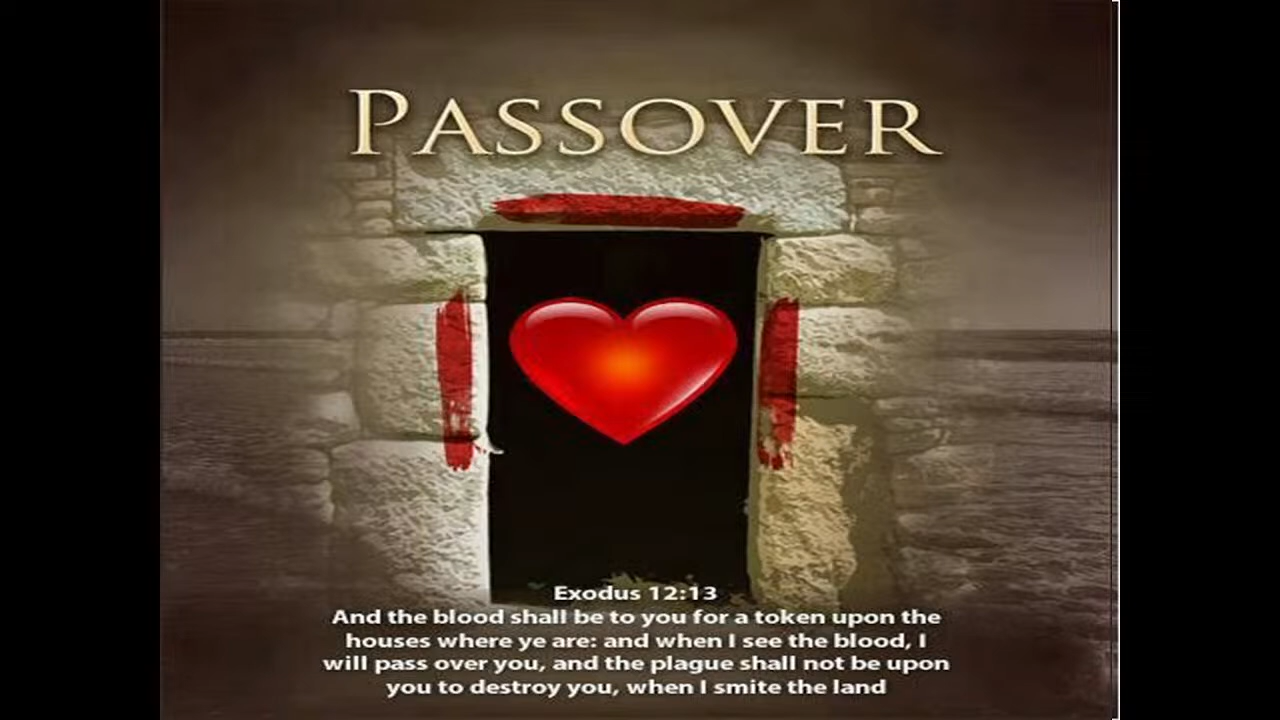 PASSOVER
Exodus 12:13
And the blood shall be to you for a token upon the
houses where ye are: and when I see the blood, I
will pass over you, and the plague shall not be upon
you to destroy you, when I smite the land